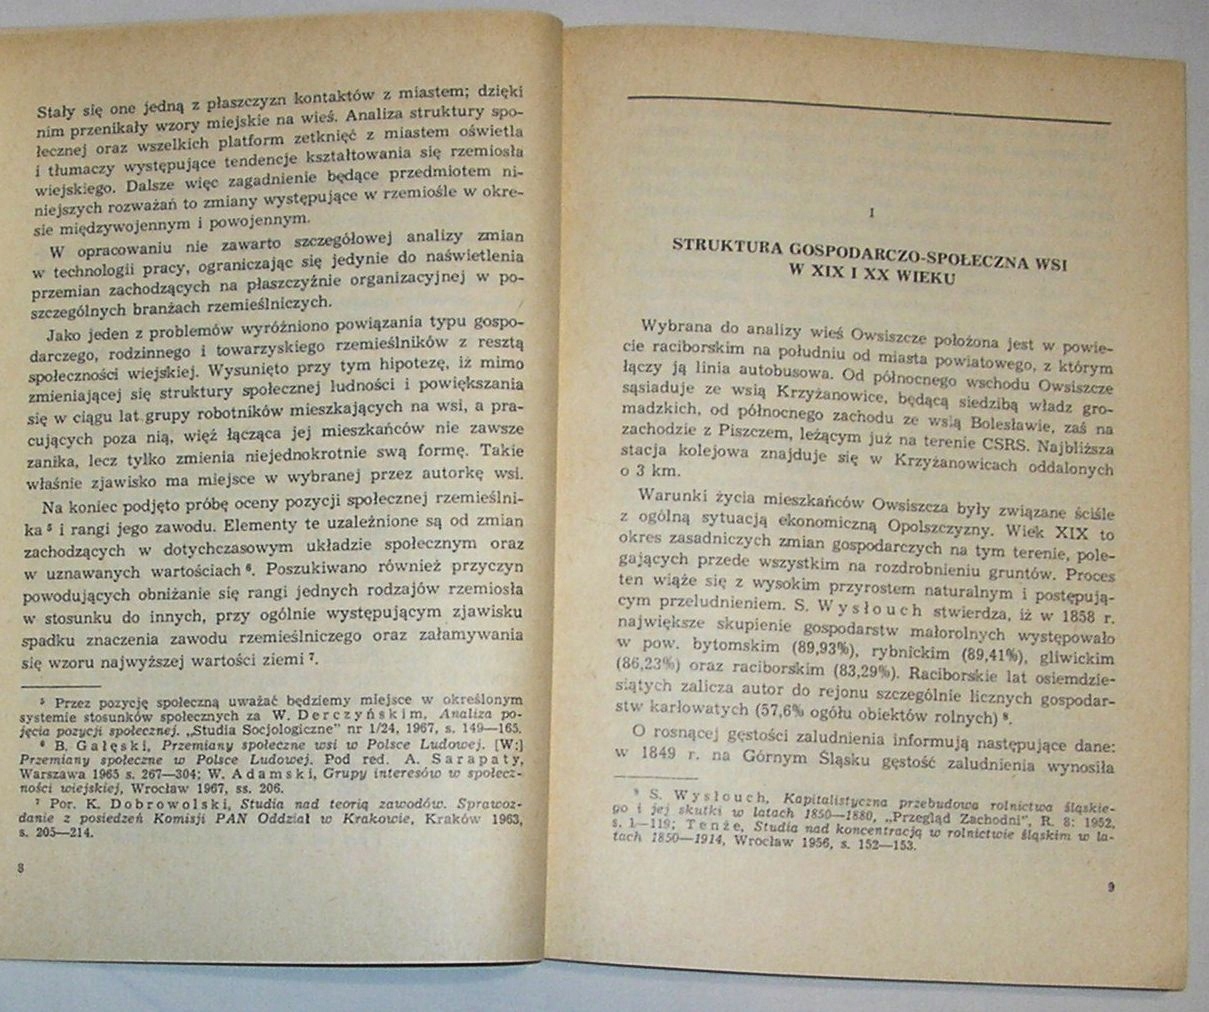 Stały się one jedną z płaszczyzn kontaktów z miastem; dzięki
nim przenikały wzory miejskie na wieś. Analiza struktury spo-
łecznej oraz wszelkich platform zetknięć z miastem oświetla
i tłumaczy występujące tendencje kształtowania się rzemiosła
wiejskiego. Dalsze więc zagadnienie będące przedmiotem ni-
niejszych rozważań to zmiany występujące w rzemiośle w okre-
sie międzywojennym i powojennym.
W opracowaniu nie zawarto szczegółowej analizy zmian
w technologii pracy, ograniczając się jedynie do naświetlenia
przemian zachodzących na płaszczyźnie organizacyjnej w po-
szczególnych branżach rzemieślniczych.
Jako jeden z problemów wyróżniono powiązania typu gospo-
darczego, rodzinnego i towarzyskiego rzemieślników z resztą
społeczności wiejskiej. Wysunięto przy tym hipotezę, iż mimo
zmieniającej się struktury społecznej ludności i powiększania
się w ciągu lat grupy robotników mieszkających na wsi, a pra-
cujących poza nią, więź łącząca jej mieszkańców nie zawsze
zanika, lecz tylko zmienia niejednokrotnie swą formę. Takie
właśnie zjawisko ma miejsce w wybranej przez autorkę wsi.
Na koniec podjęto próbę oceny pozycji społecznej rzemieślni-
ka ⁵ i rangi jego zawodu. Elementy te uzależnione są od zmian
zachodzących w dotychczasowym układzie społecznym oraz
w uznawanych wartościach ⁶. Poszukiwano również przyczyn
powodujących obniżanie się rangi jednych rodzajów rzemiosła
w stosunku do innych, przy ogólnie występującym zjawisku
spadku znaczenia zawodu rzemieślniczego oraz załamywania
się wzoru najwyższej wartości ziemi ⁷.
⁵ Przez pozycję społeczną uważać będziemy miejsce w określonym
systemie stosunków społecznych za W. Derczyńskim, Analiza po-
jęcia pozycji społecznej. „Studia Socjologiczne" nr 1/24, 1967, s. 149—165.
⁶ B. Gałęski, Przemiany społeczne wsi w Polsce Ludowej. [W:]
Przemiany społeczne w Polsce Ludowej. Pod red. A. Sarapaty,
Warszawa 1965 s. 267—304; W. Adamski, Grupy interesów w społecz-
ności wiejskiej, Wrocław 1967, ss. 206.
⁷ Por. K. Dobrowolski, Studia nad teorią zawodów. Sprawoz-
danie z posiedzeń Komisji PAN Oddział w Krakowie, Kraków 1963,
s. 205—214.
8
I
STRUKTURA GOSPODARCZO-SPOŁECZNA WSI
W XIX I XX WIEKU
Wybrana do analizy wieś Owsiszcze położona jest w powie-
cie raciborskim na południu od miasta powiatowego, z którym
łączy ją linia autobusowa. Od północnego wschodu Owsiszcze
sąsiaduje ze wsią Krzyżanowice, będącą siedzibą władz gro-
madzkich, od północnego zachodu ze wsią Bolesławie, zaś na
zachodzie z Piszczem, leżącym już na terenie CSRS. Najbliższa
stacja kolejowa znajduje się w Krzyżanowicach oddalonych
o 3 km.
Warunki życia mieszkańców Owsiszcza były związane ściśle
z ogólną sytuacją ekonomiczną Opolszczyzny. Wiek XIX to
okres zasadniczych zmian gospodarczych na tym terenie, pole-
gających przede wszystkim na rozdrobnieniu gruntów. Proces
ten wiąże się z wysokim przyrostem naturalnym i postępują-
cym przeludnieniem. S. Wysłouch stwierdza, iż w 1858 r.
największe skupienie gospodarstw małorolnych występowało
w pow. bytomskim (89,93%), rybnickim (89,41%), gliwickim
(86,23%) oraz raciborskim (83,29%). Raciborskie lat osiemdzie-
siątych zalicza autor do rejonu szczególnie licznych gospodar-
stw karłowatych (57,6% ogółu obiektów rolnych) ⁸.
O rosnącej gęstości zaludnienia informują następujące dane:
w 1849 r. na Górnym Śląsku gęstość zaludnienia wynosiła
⁸ S. Wysłouch, Kapitalistyczna przebudowa rolnictwa śląskie-
go i jej skutki w latach 1850—1880, „Przegląd Zachodni", R. 8: 1952,
s. 1—119; Tenże, Studia nad koncentracją w rolnictwie śląskim w la-
tach 1850—1914, Wrocław 1956, s. 152—153.
9